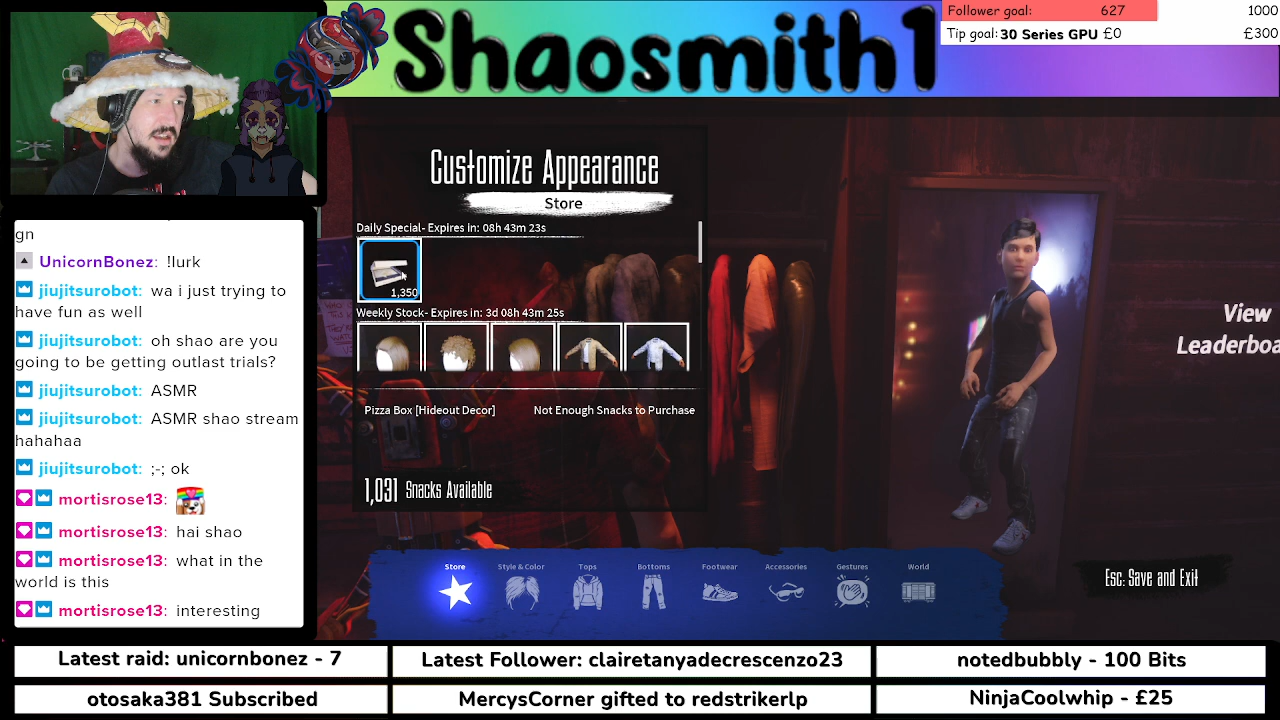 Shaosmith1
Follower goal: 627 1000
Tip goal: 30 Series GPU £0 £300
gn
UnicornBonez: !lurk
jiujitsurobot: wa i just trying to
have fun as well
jiujitsurobot: oh shao are you
going to be getting outlast trials?
jiujitsurobot: ASMR
jiujitsurobot: ASMR shao stream
hahahaa
jiujitsurobot: ;-; ok
mortisrose13:
mortisrose13: hai shao
mortisrose13: what in the
world is this
mortisrose13: interesting
Customize Appearance
Store
Daily Special- Expires in: 08h 43m 23s
1,350
Weekly Stock- Expires in: 3d 08h 43m 25s
Pizza Box [Hideout Decor] Not Enough Snacks to Purchase
1,031 Snacks Available
View
Leaderboa
Store Style & Color Tops Bottoms Footwear Accessories Gestures World
Esc: Save and Exit
Latest raid: unicornbonez - 7 Latest Follower: clairetanyadecrescenzo23 notedbubbly - 100 Bits
otosaka381 Subscribed MercysCorner gifted to redstrikerlp NinjaCoolwhip - £25